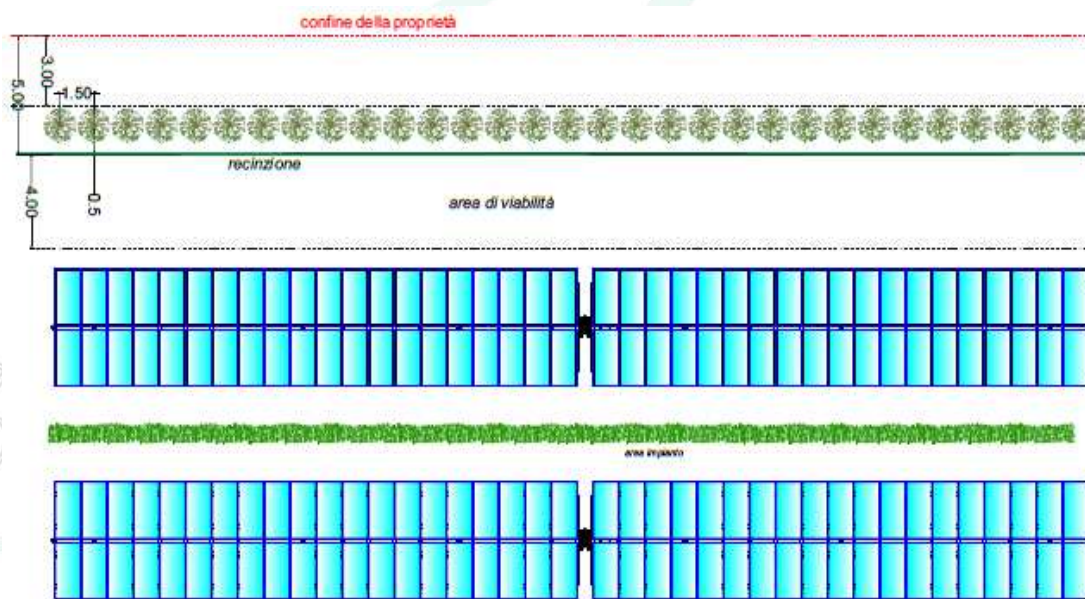 confine della proprietà
3.00
5.00
1.50
recinzione
4.00
0.5
area di viabilità
area impianto